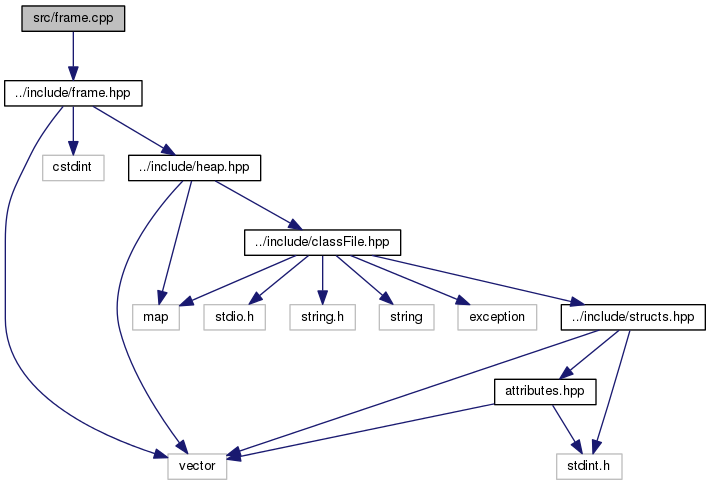 src/frame.cpp
../include/frame.hpp
cstdint
../include/heap.hpp
../include/classFile.hpp
map
stdio.h
string.h
string
exception
../include/structs.hpp
attributes.hpp
vector
stdint.h